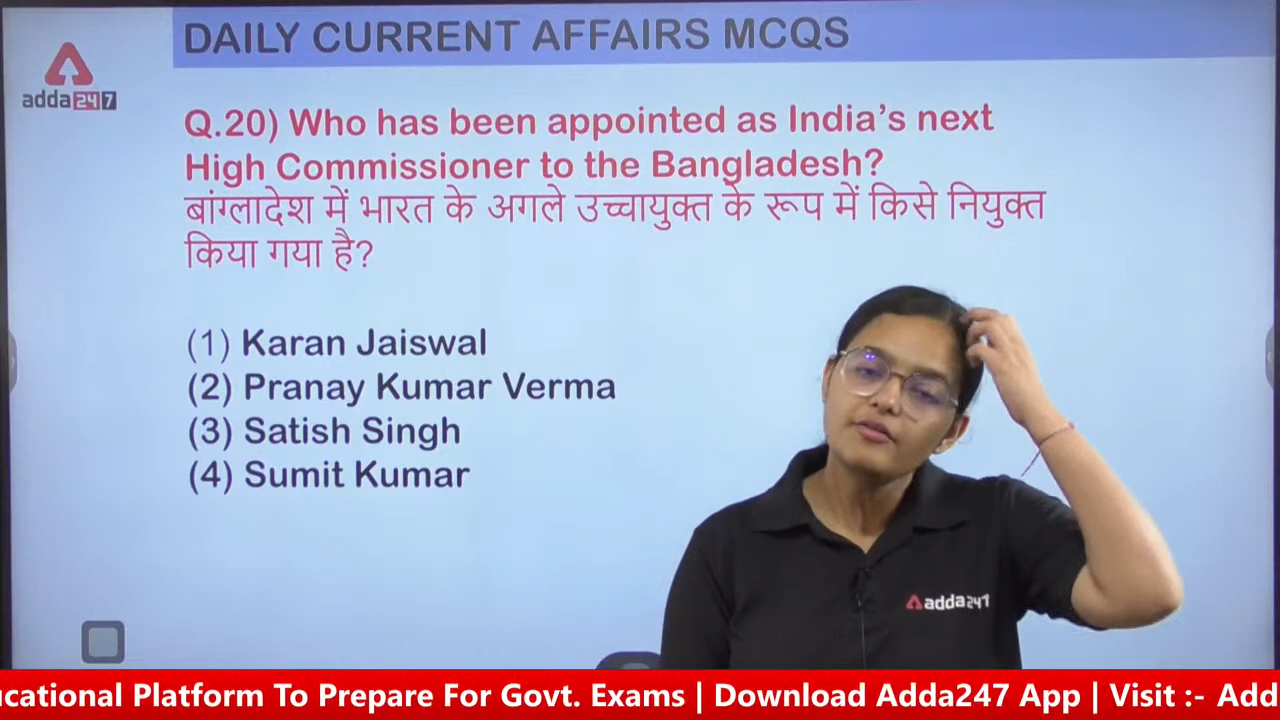 DAILY CURRENT AFFAIRS MCQS
adda247
Q.20) Who has been appointed as India's next
High Commissioner to the Bangladesh?
बांग्लादेश में भारत के अगले उच्चायुक्त के रूप में किसे नियुक्त
किया गया है?
(1) Karan Jaiswal
(2) Pranay Kumar Verma
(3) Satish Singh
(4) Sumit Kumar
adda247
ucational Platform To Prepare For Govt. Exams | Download Adda247 App | Visit :- Add